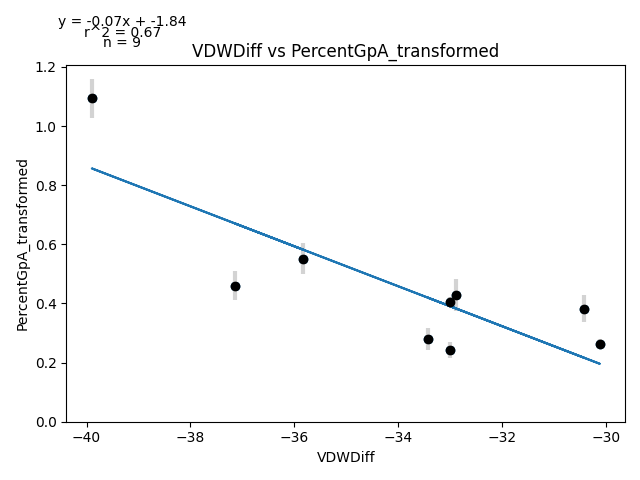 y = -0.07x + -1.84
r^2 = 0.67
n = 9
VDWDiff vs PercentGpA_transformed
PercentGpA_transformed
1.2
1.0
0.8
0.6
0.4
0.2
0.0
−40
−38
−36
−34
−32
−30
VDWDiff